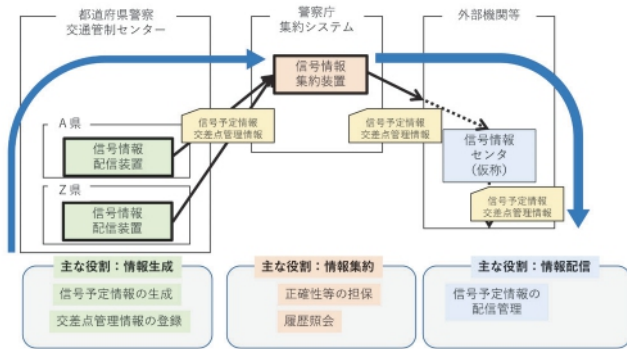 都道府県警察
交通管制センター
警察庁
集約システム
外部機関等
信号情報
集約装置
信号予定情報
交差点管理情報
信号予定情報
交差点管理情報
A県
信号情報
配信装置
信号情報
センタ
(仮称)
Z県
信号情報
配信装置
信号予定情報
交差点管理情報
主な役割：情報生成
信号予定情報の生成
交差点管理情報の登録
主な役割：情報集約
正確性等の担保
履歴照会
主な役割：情報配信
信号予定情報の
配信管理